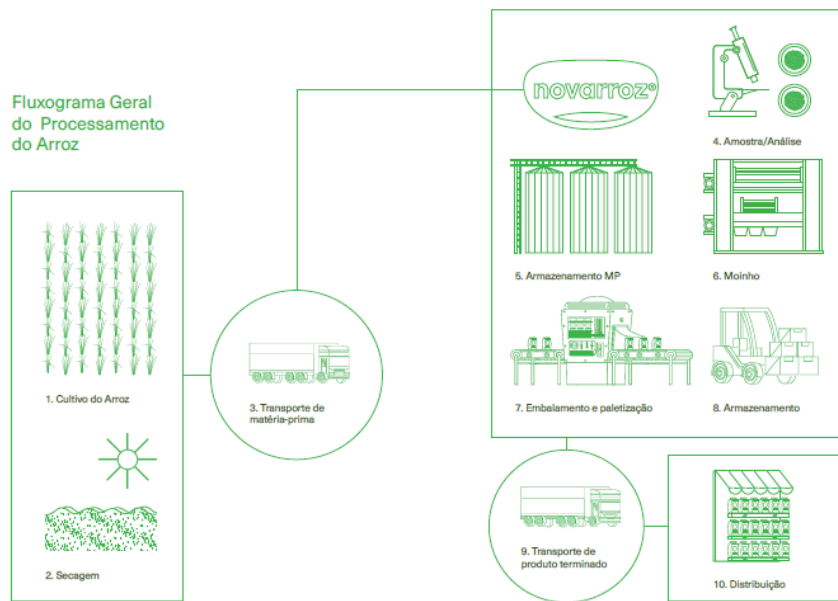 Fluxograma Geral
do Processamento
do Arroz
1. Cultivo do Arroz
2. Secagem
3. Transporte de
matéria-prima
novarroz®
4. Amostra/Análise
5. Armazenamento MP
6. Moinho
7. Embalamento e paletização
8. Armazenamento
9. Transporte de
produto terminado
10. Distribuição